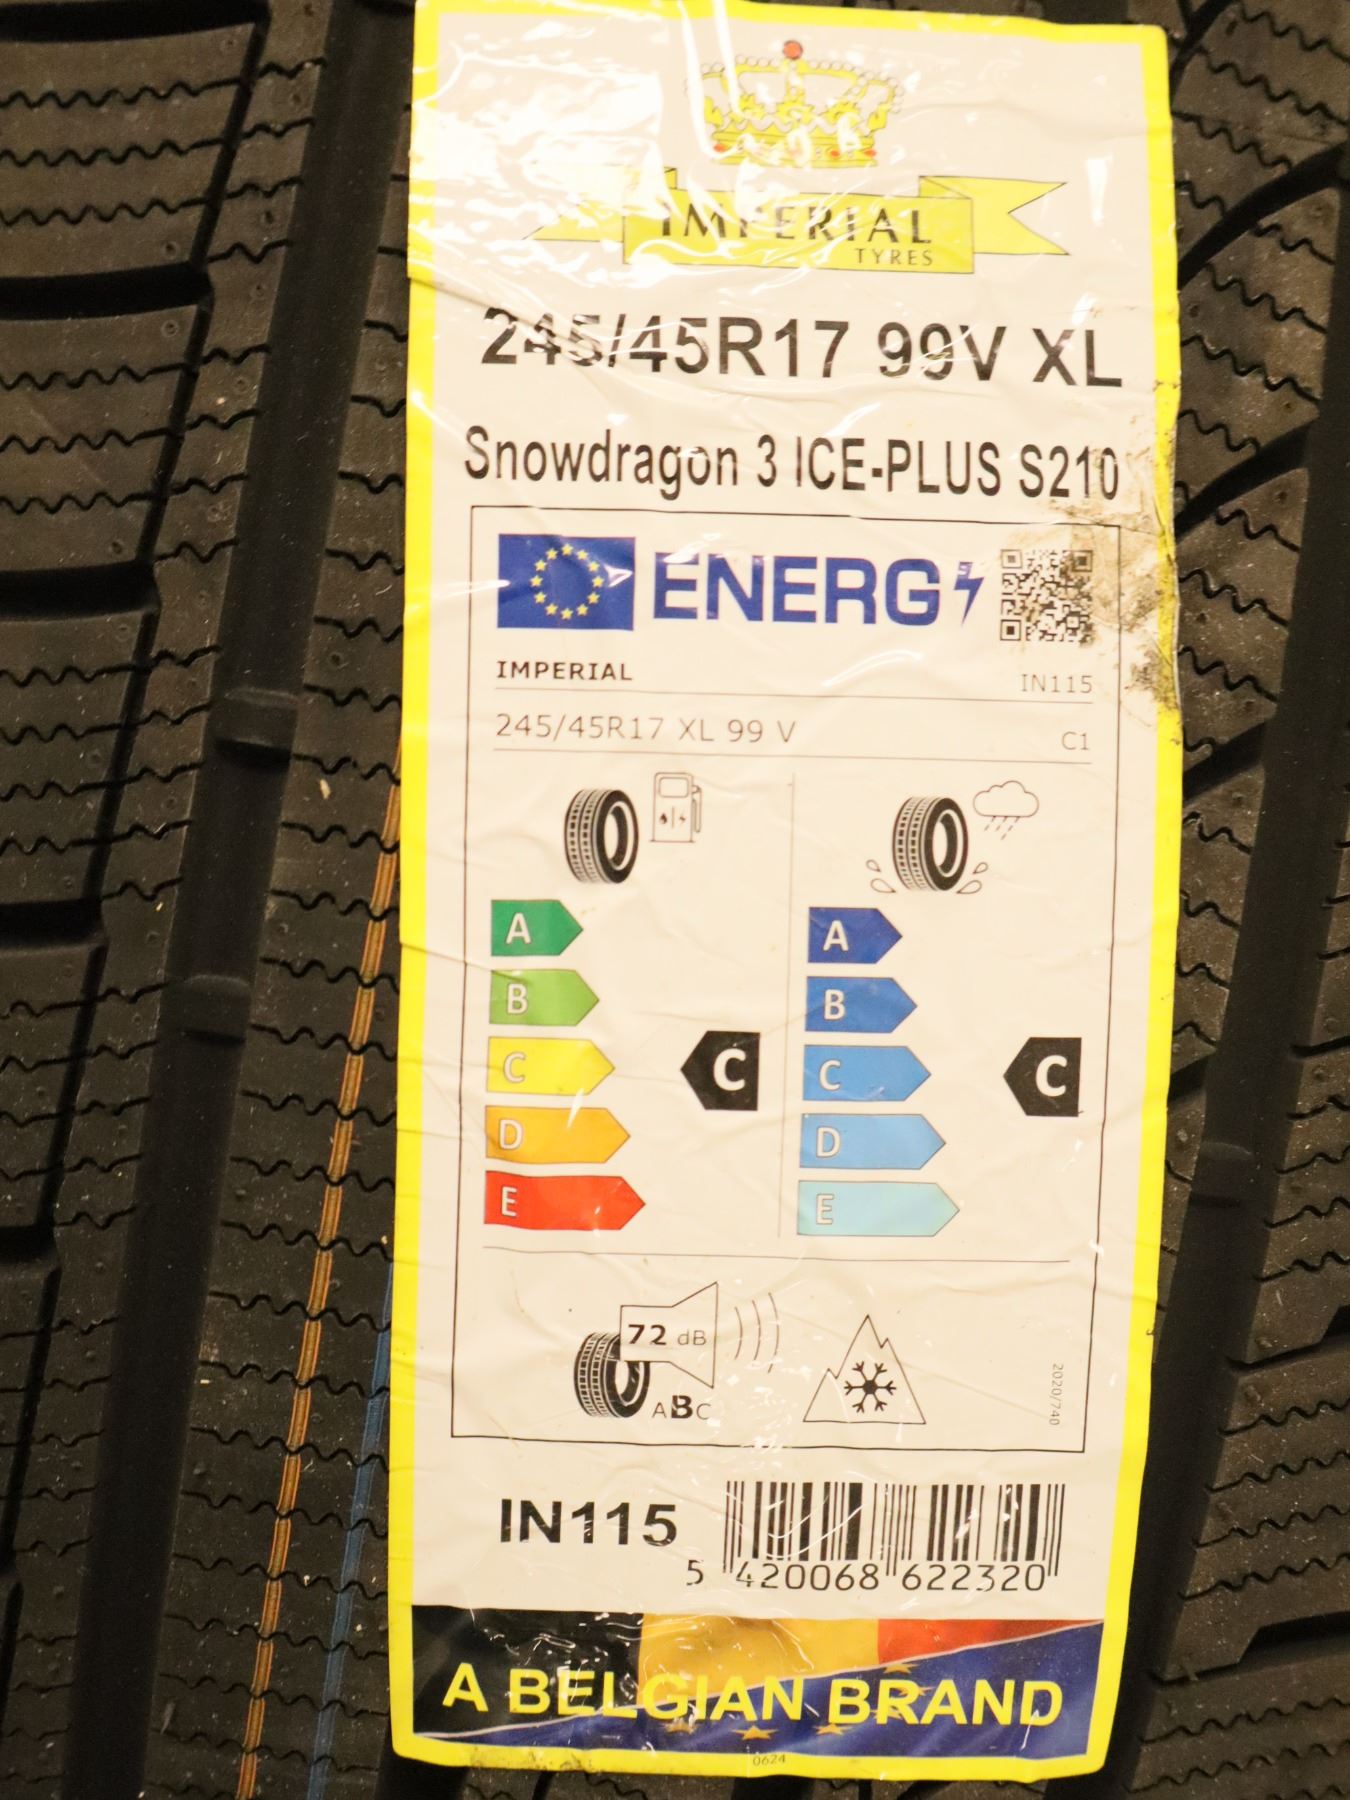 IMPERIAL
TYRES
245/45R17 99V XL
Snowdragon 3 ICE-PLUS S210
ENERG
IMPERIAL IN115
245/45R17 XL 99 V C1
A A
B B
C C C C
D D
E E
72 dB
ABC
2020/740
IN115
5 420068 622320
A BELGIAN BRAND
0624